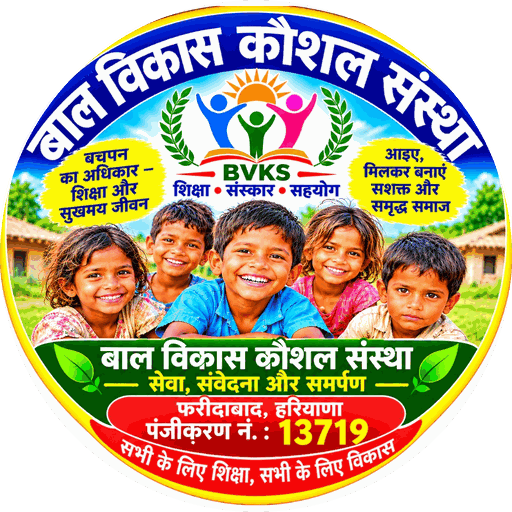 बाल विकास कौशल संस्था
बचपन
का अधिकार –
शिक्षा और
सुखमय जीवन
आइए,
मिलकर बनाएं
सशक्त और
समृद्ध समाज
BVKS
शिक्षा • संस्कार • सहयोग
बाल विकास कौशल संस्था
— सेवा, संवेदना और समर्पण —
फरीदाबाद, हरियाणा
पंजीकरण नं. : 13719
सभी के लिए शिक्षा, सभी के लिए विकास